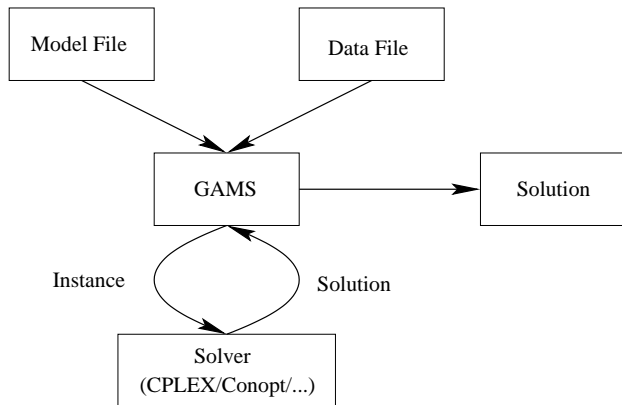 Model File
Data File
GAMS
Solution
Instance
Solution
Solver
(CPLEX/Conopt/...)